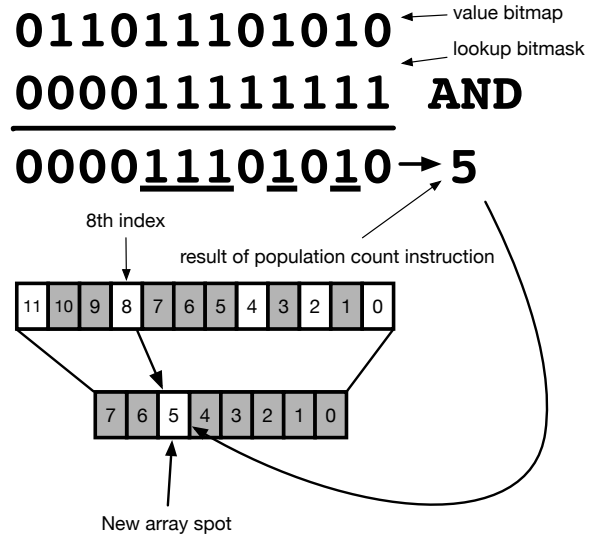 011011101010 value bitmap
lookup bitmask
000011111111 AND
000011101010 5
8th index
result of population count instruction
11 10 9 8 7 6 5 4 3 2 1 0
7 6 5 4 3 2 1 0
New array spot